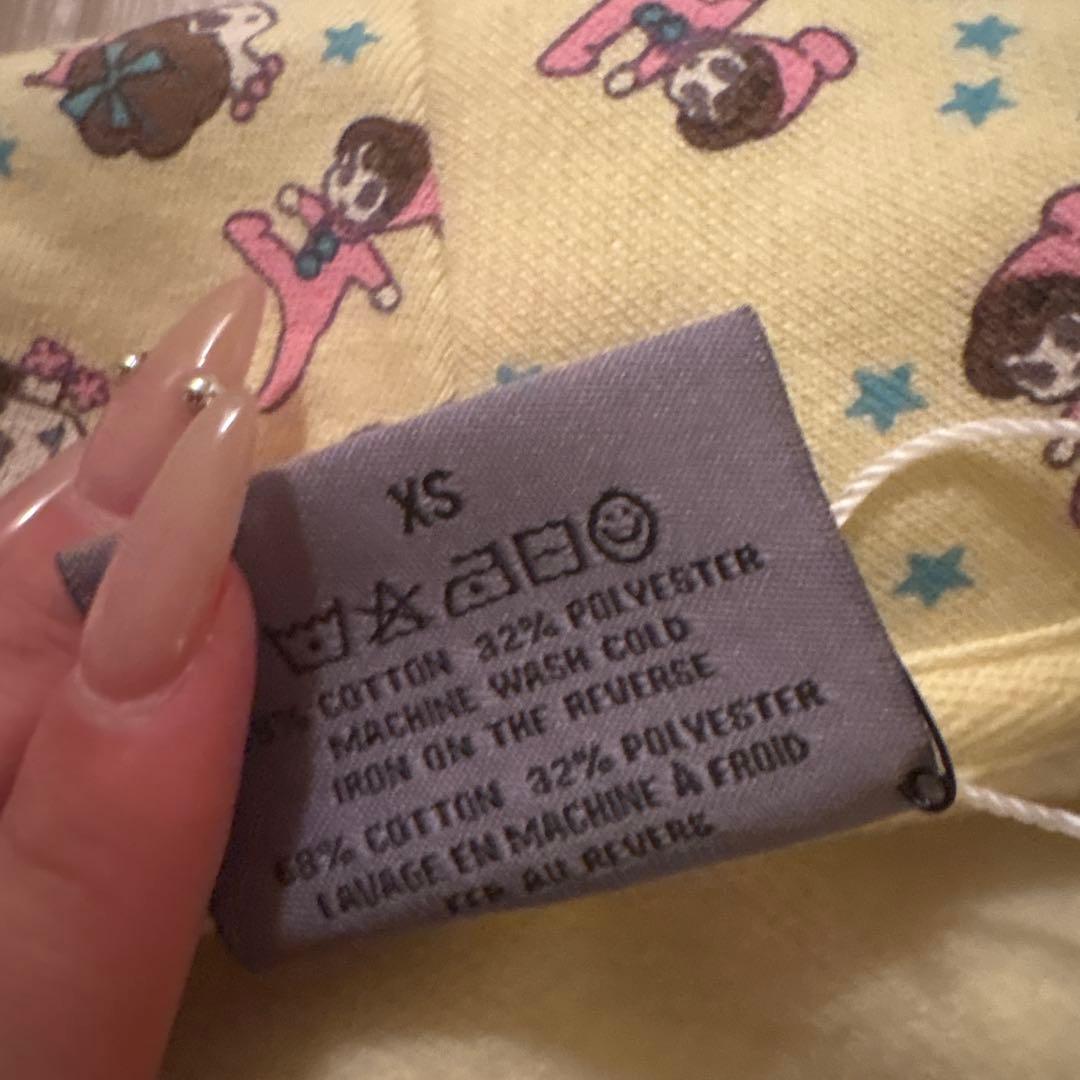 XS
COTTON 32% POLYESTER
MACHINE WASH COLD
IRON ON THE REVERSE
68% COTTON 32% POLYESTER
LAVAGE EN MACHINE À FROID
FER AU REVERS